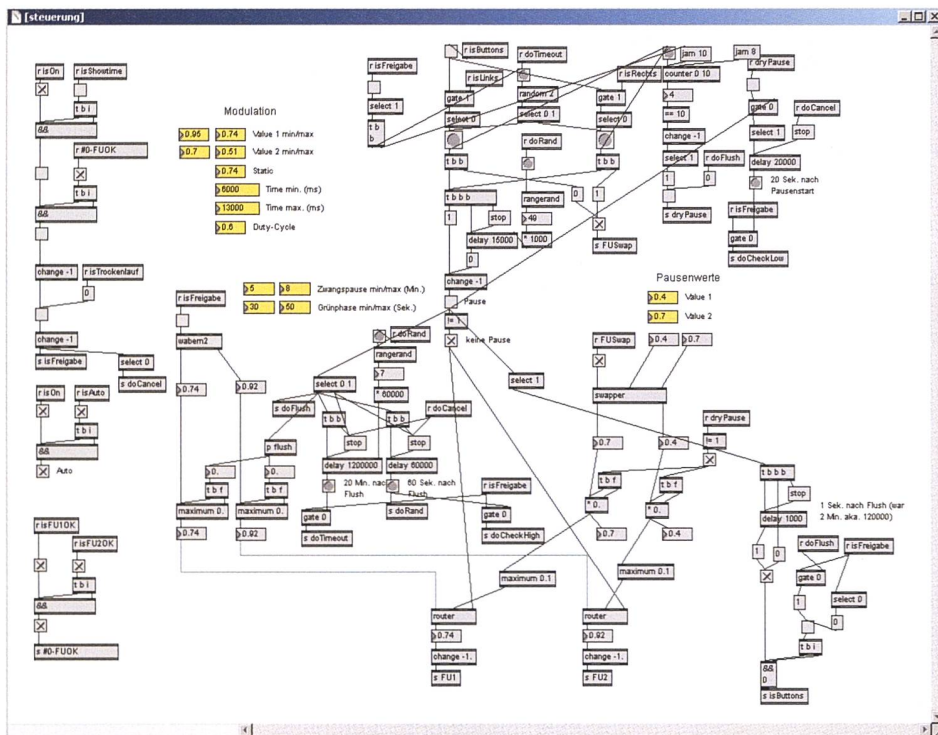 [steuerung]
r isOn
r isShowtime
t b i
&&
r #0-FUOK
t b i
&&
change -1
r isTrockenlauf
0
change -1
s isFreigabe
select 0
s doCancel
r isOn
r isAuto
t b i
&&
Auto
r isFU1OK
r isFU2OK
t b i
&&
s #0-FUOK
Modulation
0.95
0.74
Value 1 min/max
0.7
0.51
Value 2 min/max
0.74
Static
6000
Time min. (ms)
13000
Time max. (ms)
0.6
Duty-Cycle
5
8
Zwangspause min/max (Min.)
30
60
Grünphase min/max (Sek.)
r isFreigabe
wabern2
0.74
0.92
r doRand
rangerand
7
* 60000
select 0 1
s doFlush
t b b
t b b
r doCancel
stop
stop
p flush
delay 1200000
delay 60000
0.
0.
20 Min. nach
Flush
60 Sek. nach
Flush
t b f
t b f
maximum 0.
maximum 0.
0.74
0.92
gate 0
s doTimeout
s doRand
r isFreigabe
gate 0
s doCheckHigh
r isFreigabe
select 1
t b
b
r isButtons
r isLinks
gate 1
select 0
t b b
t b b b
1
stop
delay 15000
0
change -1
Pause
!= 1
keine Pause
r doTimeout
random 2
select 0 1
r doRand
rangerand
49
* 1000
r isRechts
gate 1
select 0
t b b
0
1
s FUSwap
jam 10
jam 8
counter 0 10
4
== 10
change -1
select 1
r doFlush
1
0
s dryPause
r dryPause
gate 0
r doCancel
select 1
stop
delay 20000
20 Sek. nach
Pausenstart
r isFreigabe
gate 0
s doCheckLow
Pausenwerte
0.4
Value 1
0.7
Value 2
r FUSwap
0.4
0.7
swapper
select 1
0.7
0.4
r dryPause
!= 1
t b f
t b f
* 0.
* 0.
0.7
0.4
maximum 0.1
maximum 0.1
router
router
0.74
0.92
change -1.
change -1.
s FU1
s FU2
t b b b
stop
delay 1000
1 Sek. nach Flush (war
2 Min. aka. 120000)
1
0
r doFlush
r isFreigabe
gate 0
1
select 0
0
t b i
&&
0
s isButtons